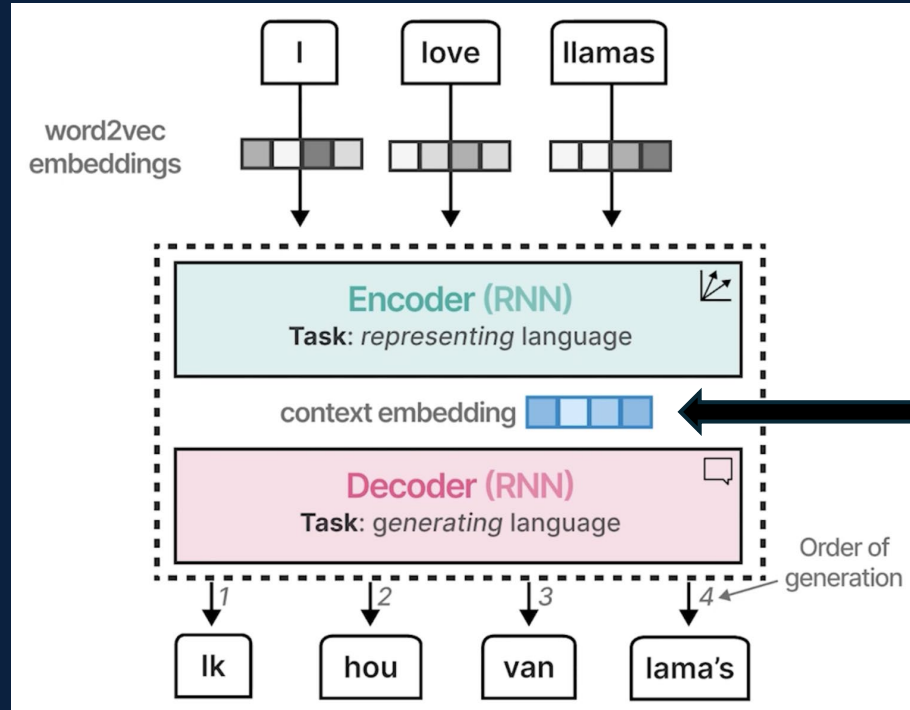 I
love
llamas
word2vec
embeddings
Encoder (RNN)
Task: representing language
context embedding
Decoder (RNN)
Task: generating language
Order of
generation
1
2
3
4
Ik
hou
van
lama's